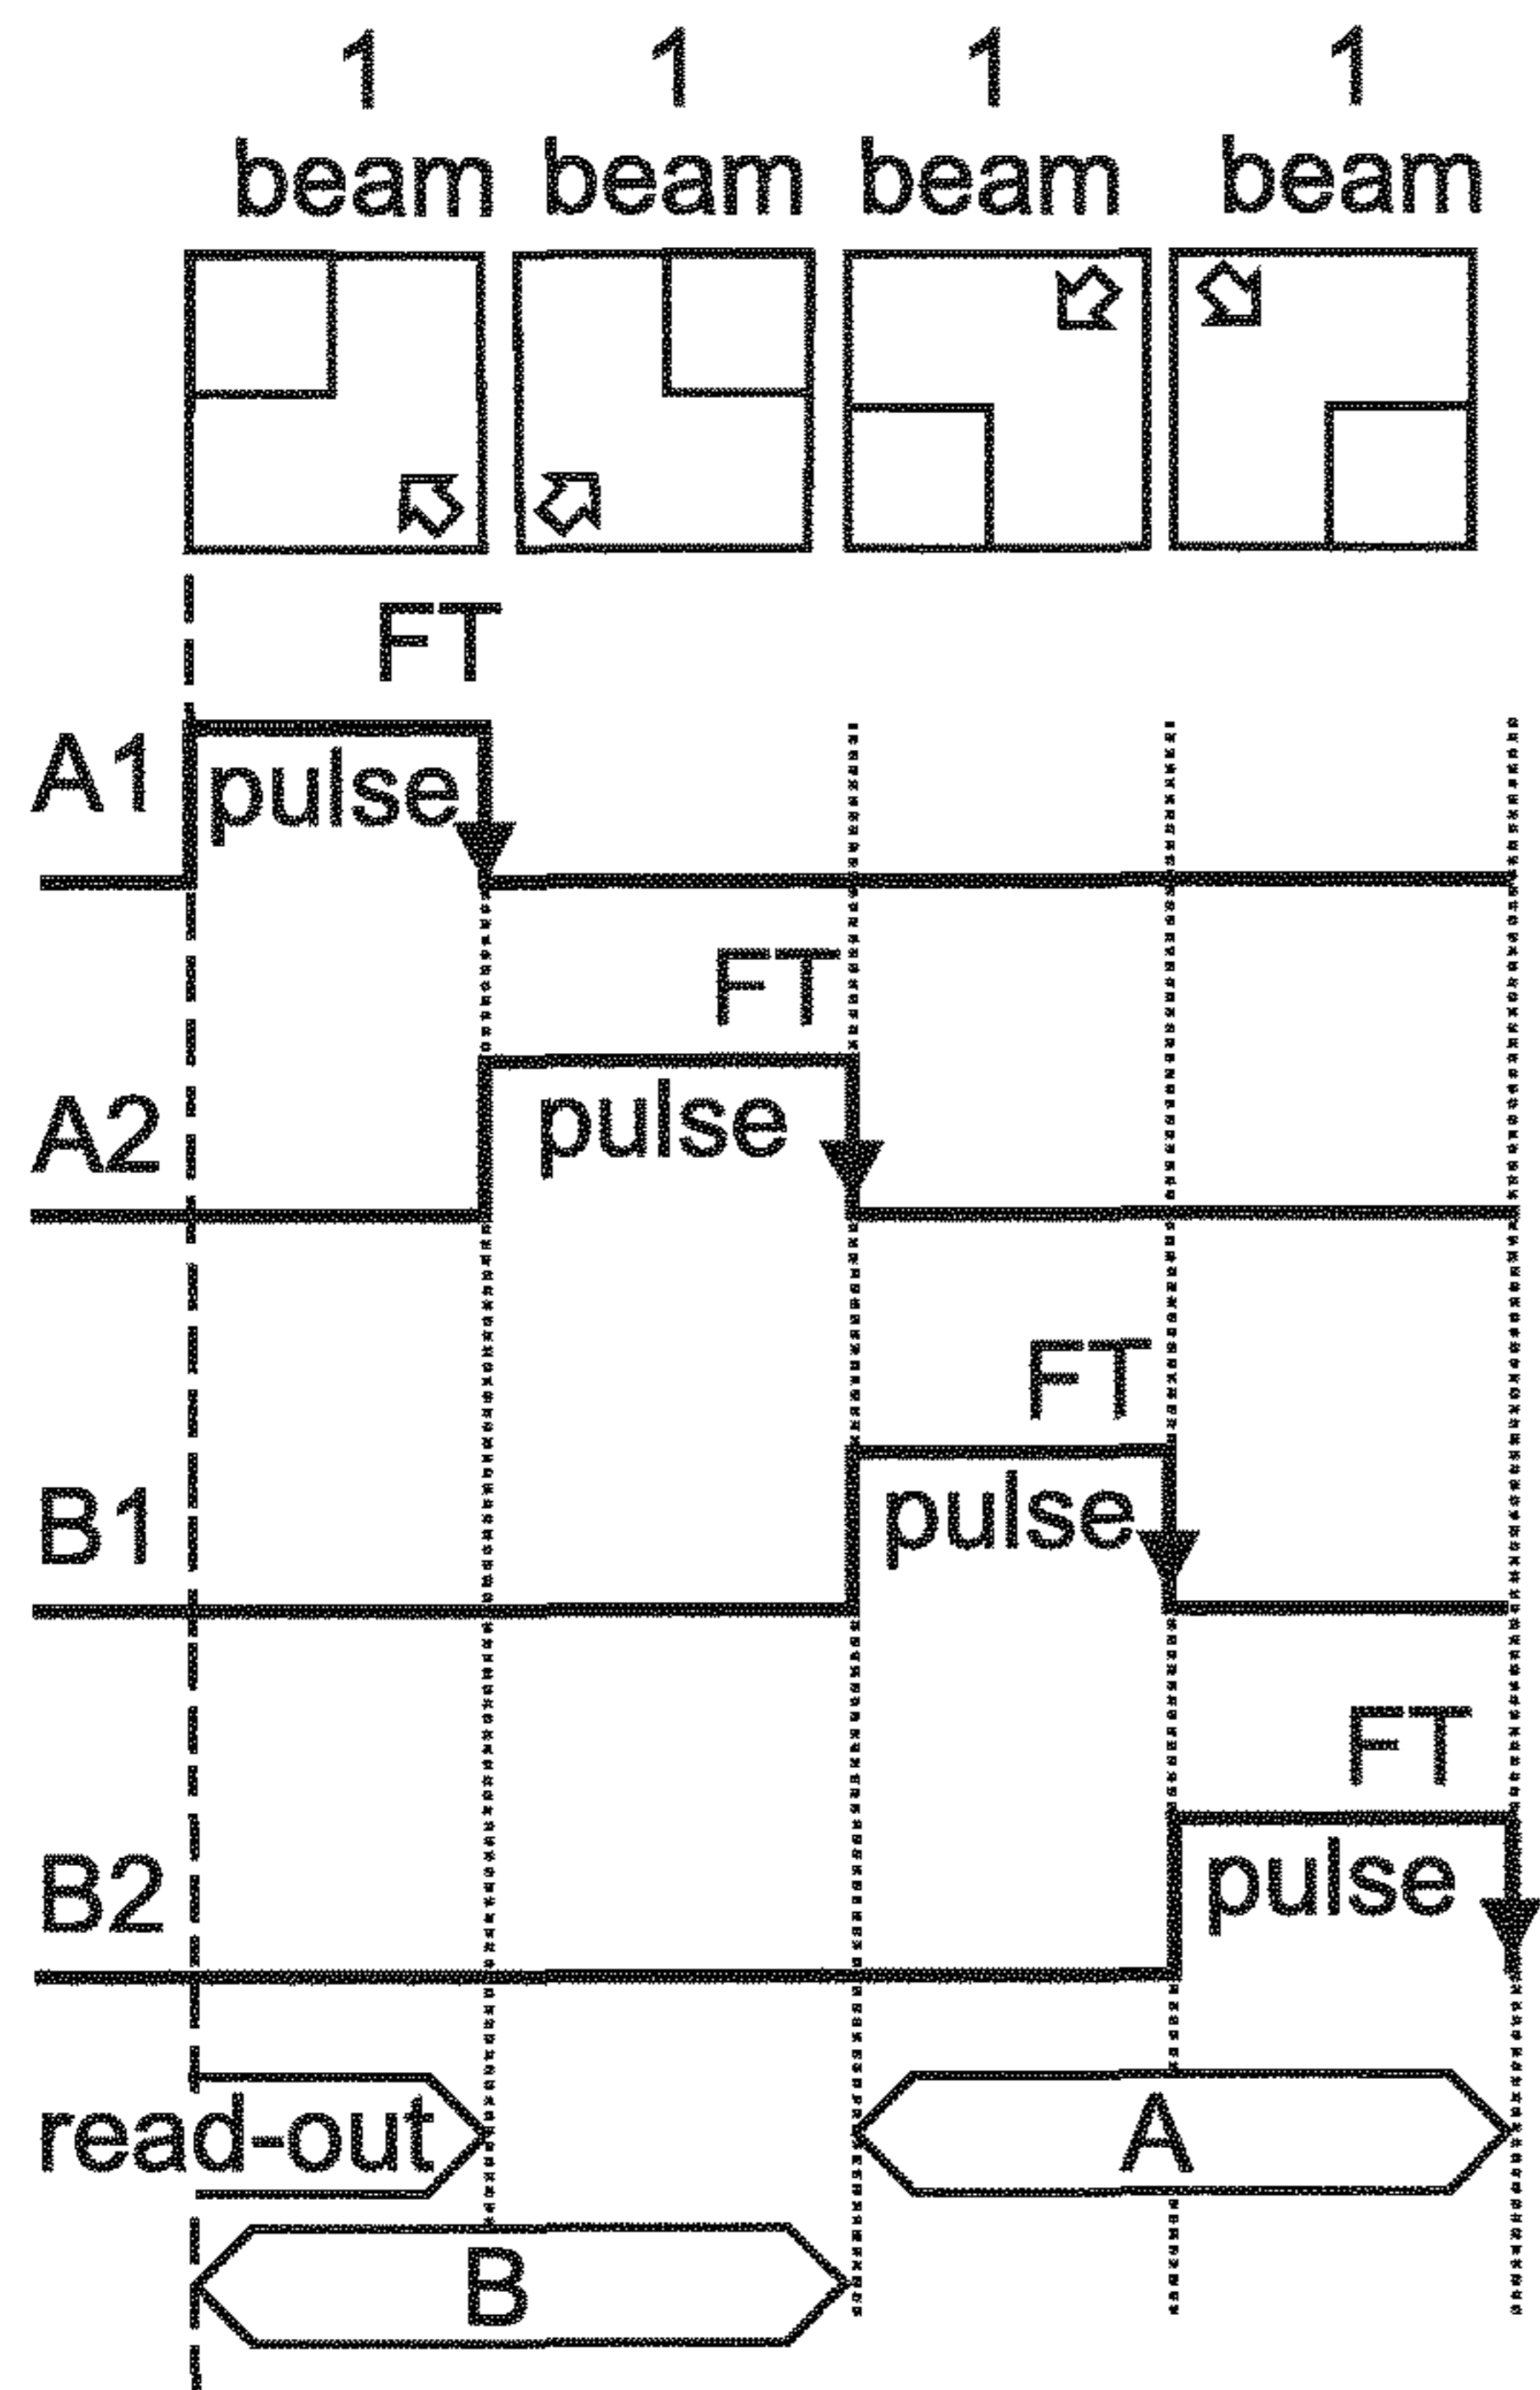 1 1 1 1
beam beam beam beam
FT
A1 pulse
FT
A2 pulse
FT
B1 pulse
FT
B2 pulse
read-out A
B